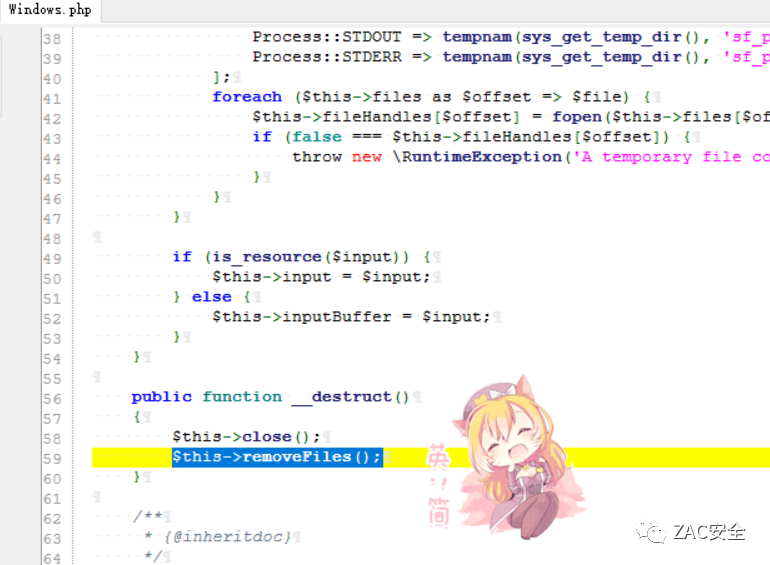 Windows.php
38 Process::STDOUT => tempnam(sys_get_temp_dir(), 'sf_p
39 Process::STDERR => tempnam(sys_get_temp_dir(), 'sf_p
40 ];
41 foreach ($this->files as $offset => $file) {
42 $this->fileHandles[$offset] = fopen($this->files[$of
43 if (false === $this->fileHandles[$offset]) {
44 throw new \RuntimeException('A temporary file co
45 }
46 }
47 }
48
49 if (is_resource($input)) {
50 $this->input = $input;
51 } else {
52 $this->inputBuffer = $input;
53 }
54 }
55
56 public function __destruct()
57 {
58 $this->close();
59 $this->removeFiles();
60 }
61
62 /**
63 * {@inheritdoc}
64 */
英
简
ZAC安全